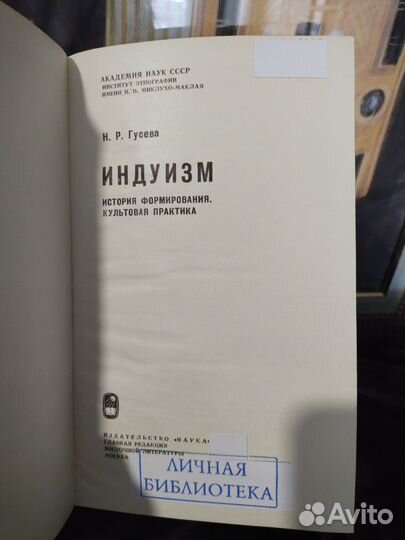 АКАДЕМИЯ НАУК СССР
ИНСТИТУТ ЭТНОГРАФИИ
ИМЕНИ Н. Н. МИКЛУХО-МАКЛАЯ
Н. Р. Гусева
ИНДУИЗМ
ИСТОРИЯ ФОРМИРОВАНИЯ.
КУЛЬТОВАЯ ПРАКТИКА
ИЗДАТЕЛЬСТВО «НАУКА»
ГЛАВНАЯ РЕДАКЦИЯ
ВОСТОЧНОЙ ЛИТЕРАТУРЫ
МОСКВА
ЛИЧНАЯ
БИБЛИОТЕКА
Avito